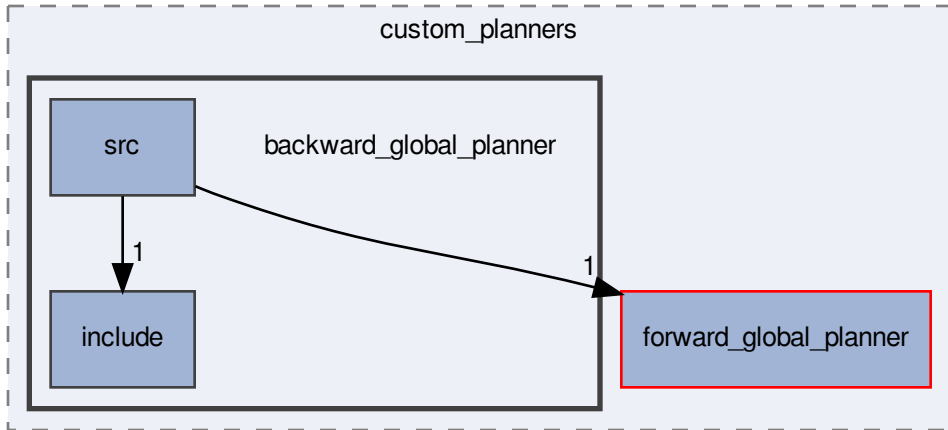 custom_planners
src
backward_global_planner
1
1
include
forward_global_planner